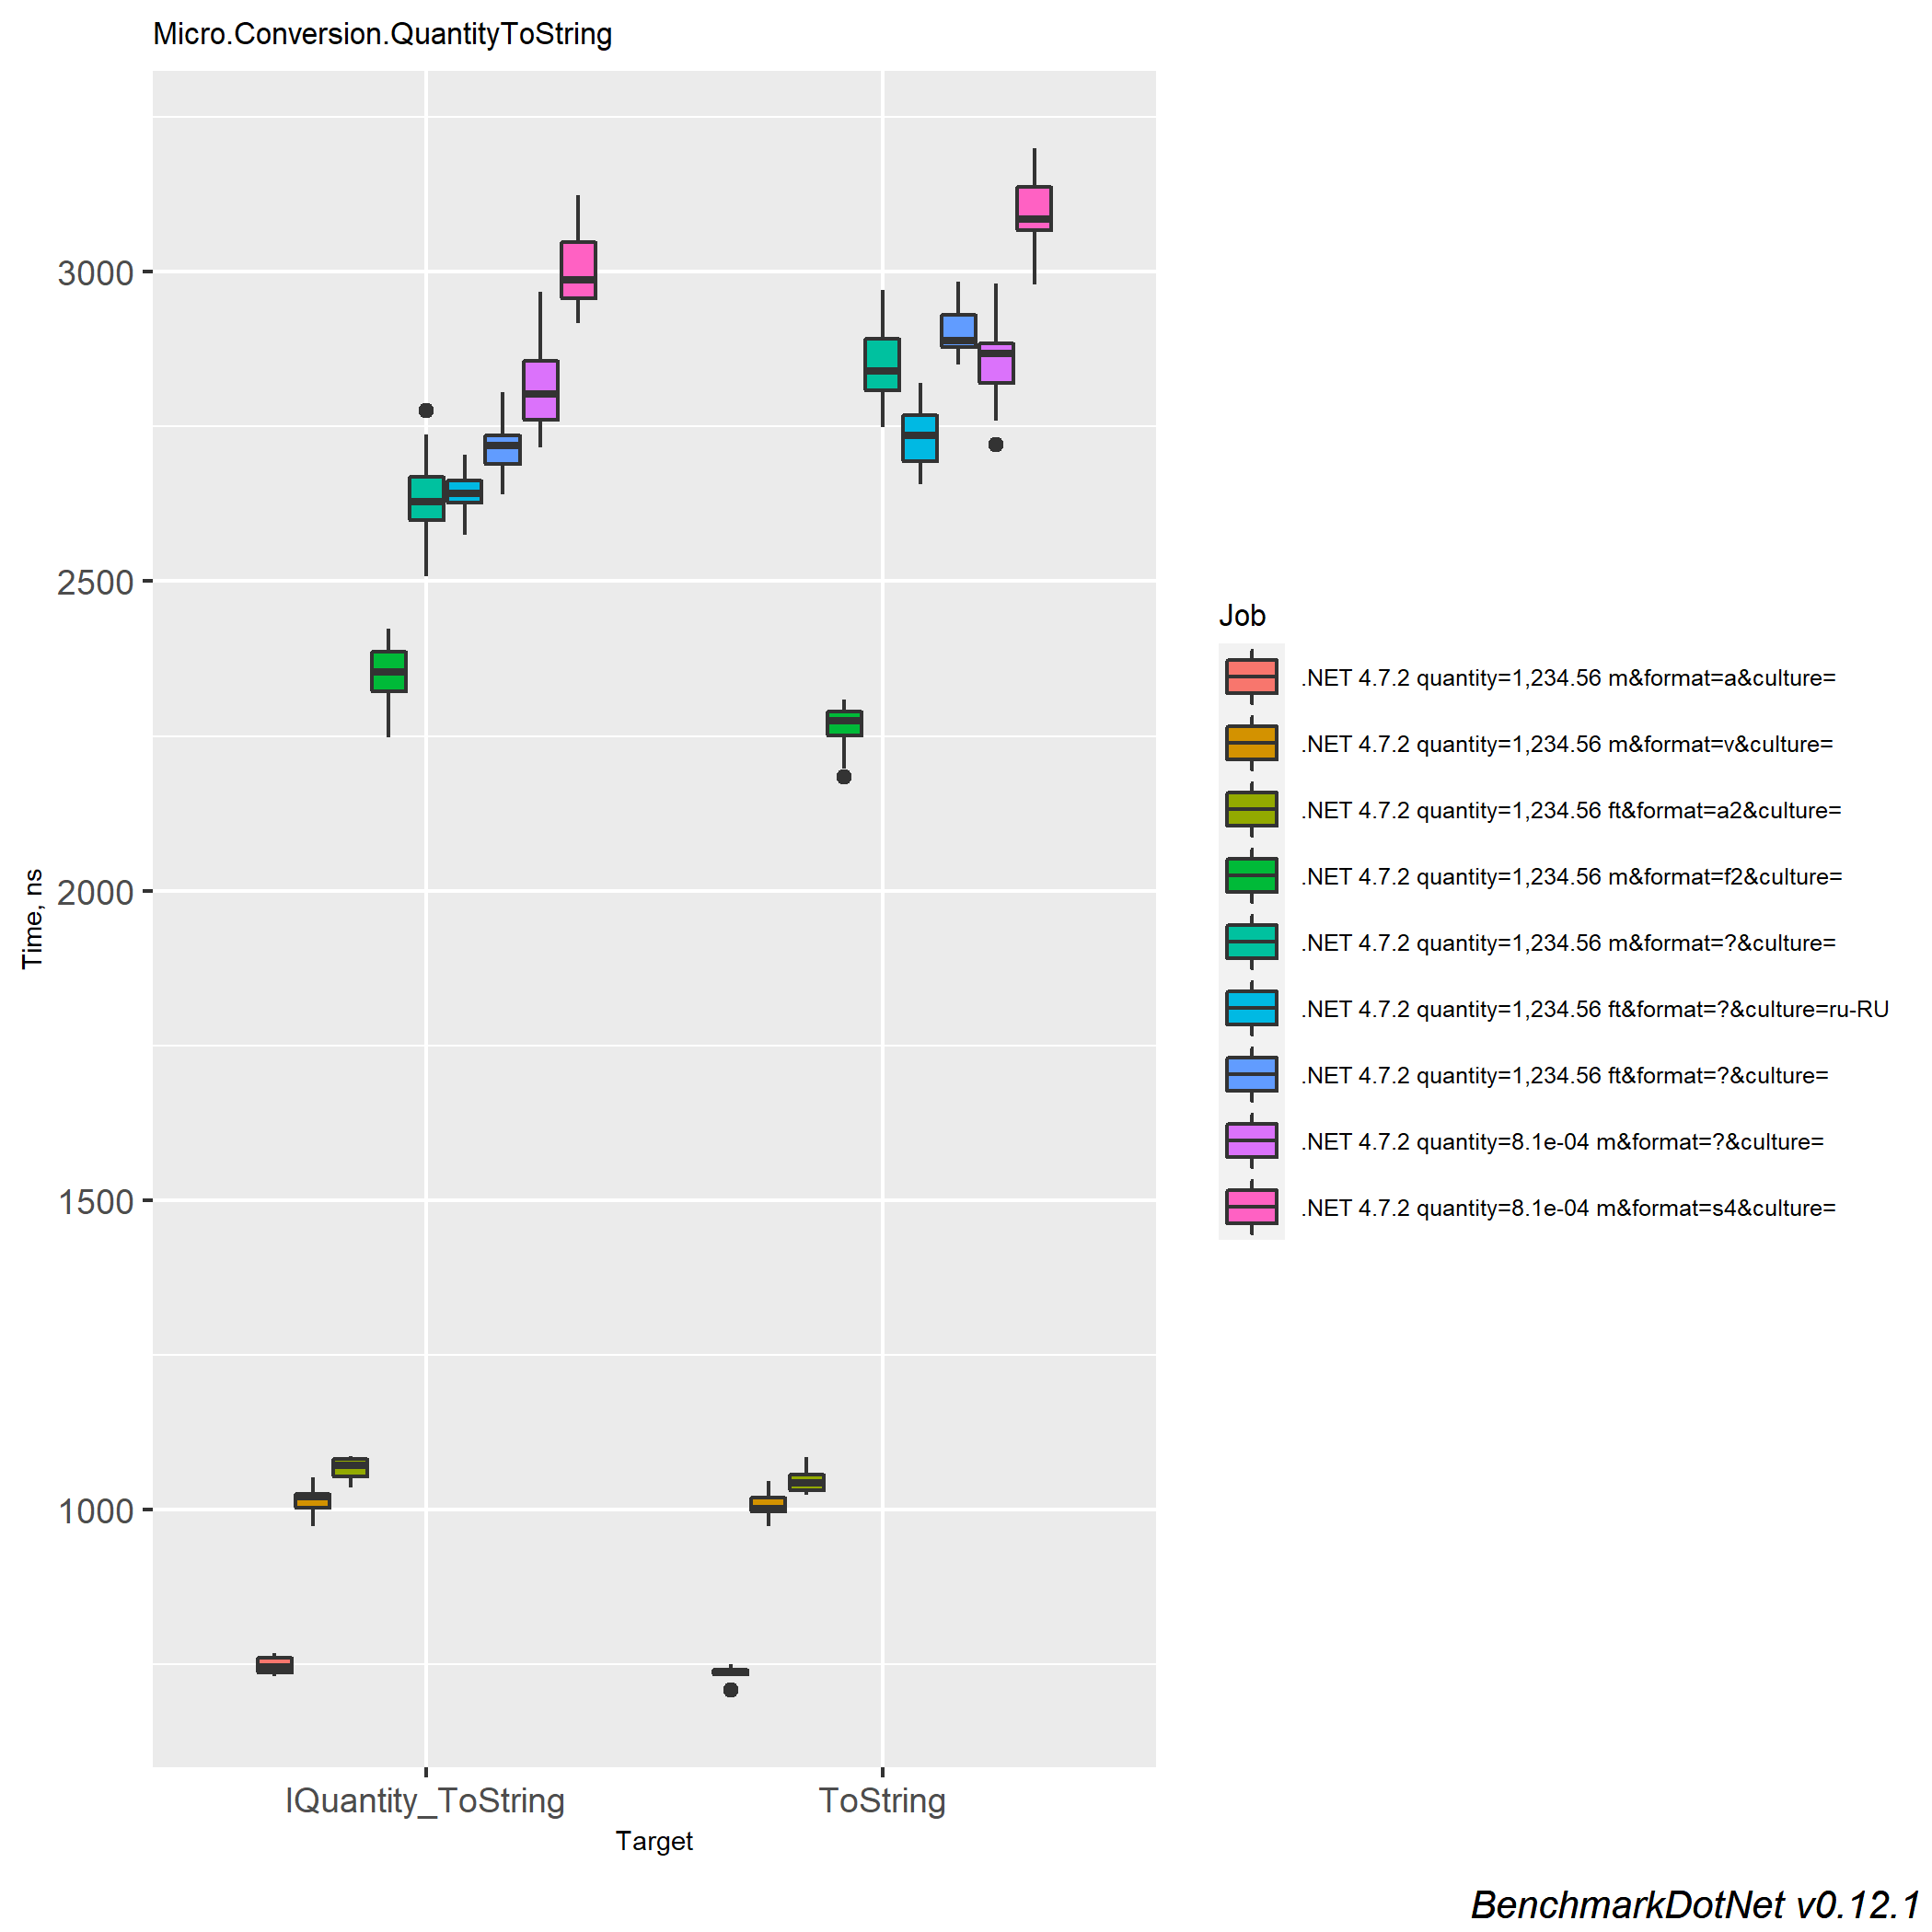 Micro.Conversion.QuantityToString
3000
2500
2000
1500
1000
Time, ns
IQuantity_ToString
ToString
Target
Job
.NET 4.7.2 quantity=1,234.56 m&format=a&culture=
.NET 4.7.2 quantity=1,234.56 m&format=v&culture=
.NET 4.7.2 quantity=1,234.56 ft&format=a2&culture=
.NET 4.7.2 quantity=1,234.56 m&format=f2&culture=
.NET 4.7.2 quantity=1,234.56 m&format=?&culture=
.NET 4.7.2 quantity=1,234.56 ft&format=?&culture=ru-RU
.NET 4.7.2 quantity=1,234.56 ft&format=?&culture=
.NET 4.7.2 quantity=8.1e-04 m&format=?&culture=
.NET 4.7.2 quantity=8.1e-04 m&format=s4&culture=
BenchmarkDotNet v0.12.1